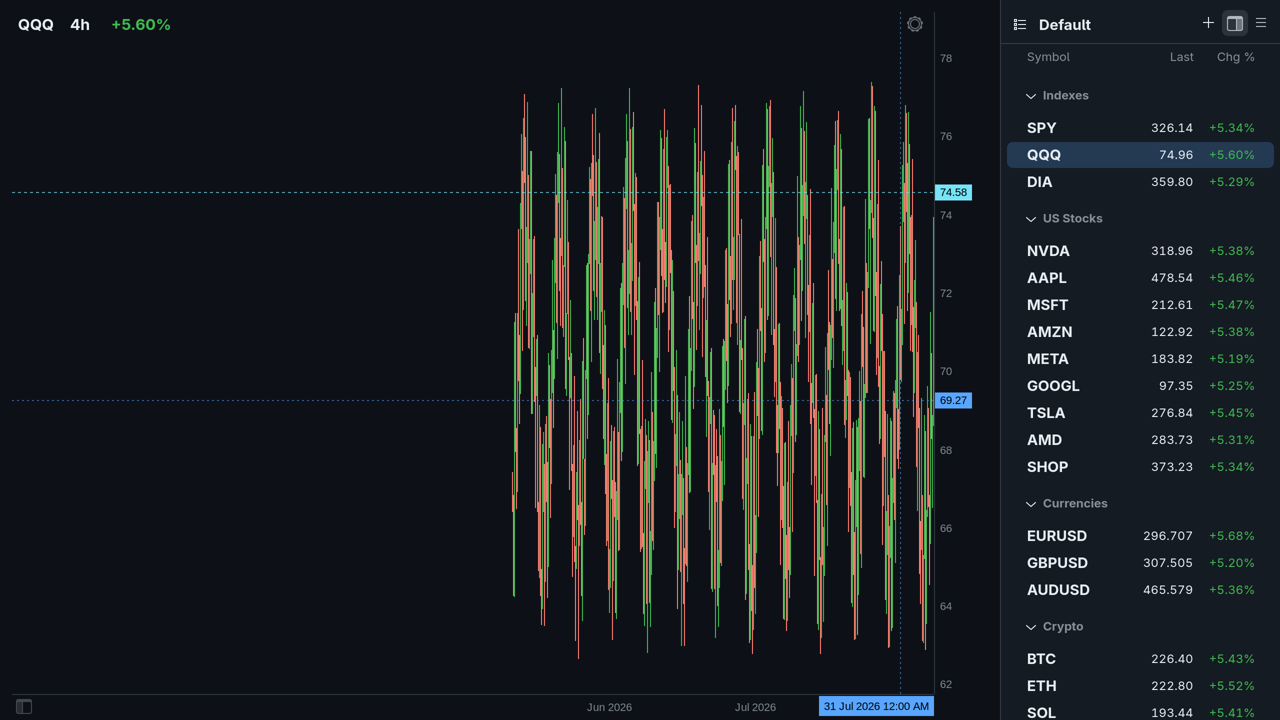 QQQ 4h +5.60%
78
76
74.58
74
72
70
69.27
68
66
64
62
Jun 2026 Jul 2026 31 Jul 2026 12:00 AM
Default
Symbol Last Chg %
Indexes
SPY 326.14 +5.34%
QQQ 74.96 +5.60%
DIA 359.80 +5.29%
US Stocks
NVDA 318.96 +5.38%
AAPL 478.54 +5.46%
MSFT 212.61 +5.47%
AMZN 122.92 +5.38%
META 183.82 +5.19%
GOOGL 97.35 +5.25%
TSLA 276.84 +5.45%
AMD 283.73 +5.31%
SHOP 373.23 +5.34%
Currencies
EURUSD 296.707 +5.68%
GBPUSD 307.505 +5.20%
AUDUSD 465.579 +5.36%
Crypto
BTC 226.40 +5.43%
ETH 222.80 +5.52%
SOL 193.44 +5.41%